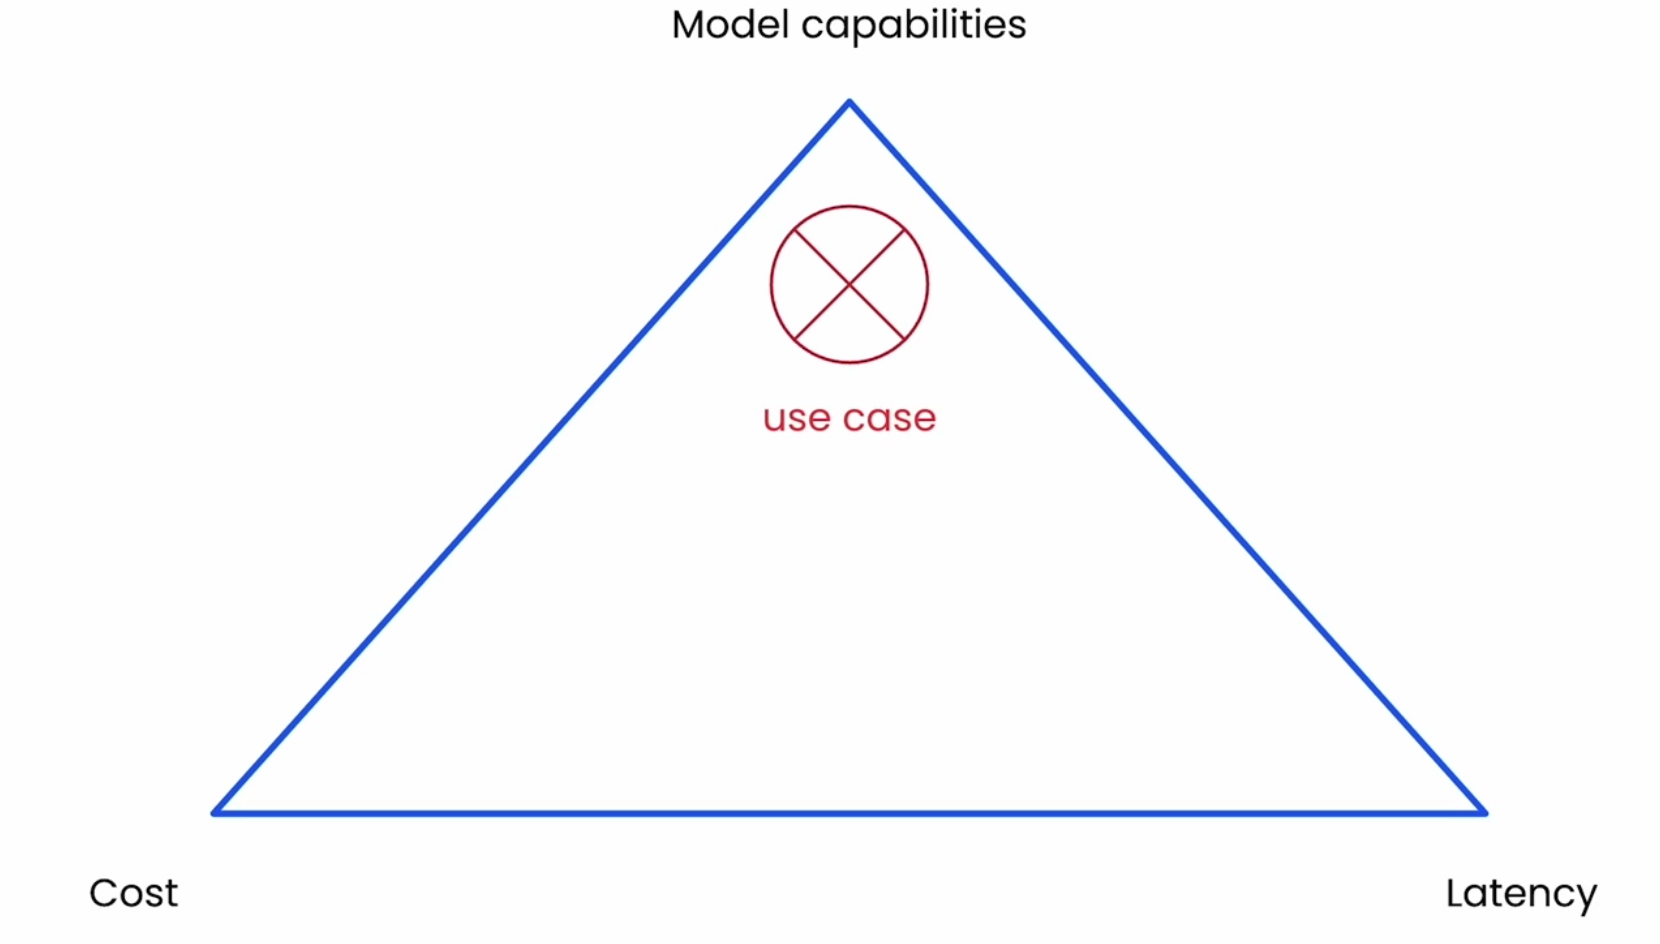 Model capabilities
use case
Cost
Latency